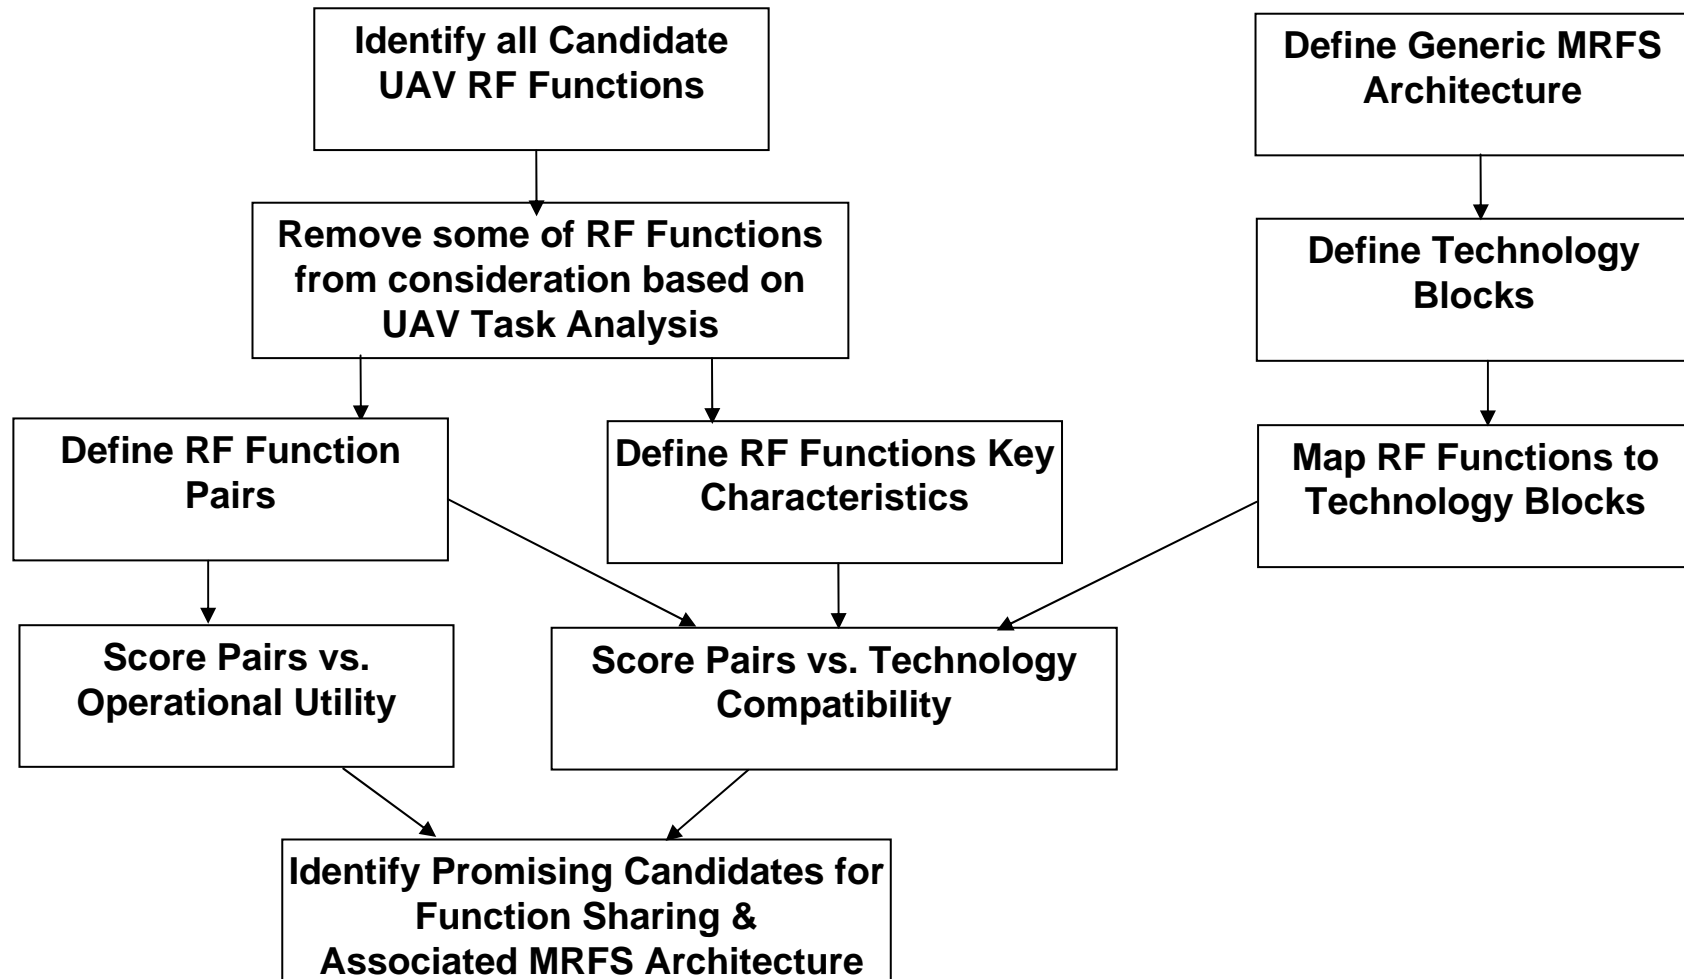 Identify all Candidate
UAV RF Functions
Define Generic MRFS
Architecture
Remove some of RF Functions
from consideration based on
UAV Task Analysis
Define Technology
Blocks
Define RF Function
Pairs
Define RF Functions Key
Characteristics
Map RF Functions to
Technology Blocks
Score Pairs vs.
Operational Utility
Score Pairs vs. Technology
Compatibility
Identify Promising Candidates for
Function Sharing &
Associated MRFS Architecture